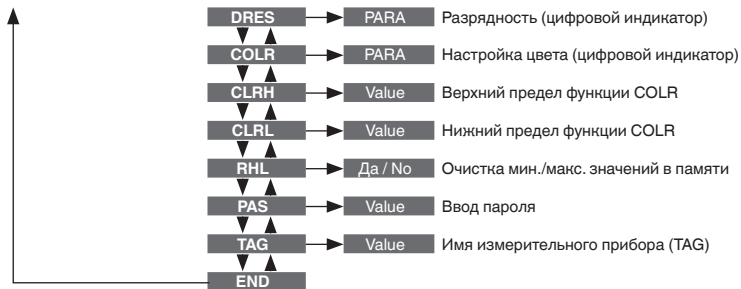 DRES PARA Разрядность (цифровой индикатор)
COLR PARA Настройка цвета (цифровой индикатор)
CLRH Value Верхний предел функции COLR
CLRL Value Нижний предел функции COLR
RHL Да / No Очистка мин./макс. значений в памяти
PAS Value Ввод пароля
TAG Value Имя измерительного прибора (TAG)
END